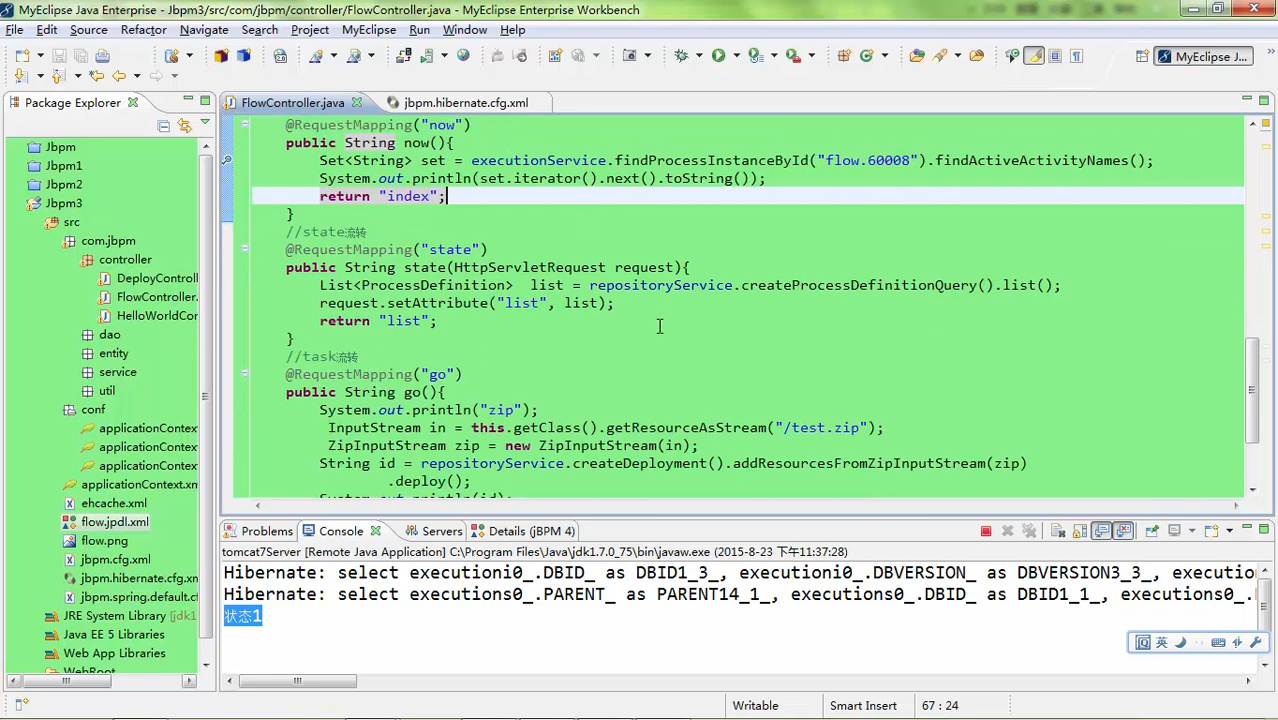 MyEclipse Java Enterprise - Jbpm3/src/com/jbpm/controller/FlowController.java - MyEclipse Enterprise Workbench
File Edit Source Refactor Navigate Search Project MyEclipse Run Window Help
MyEclipse J...
Package Explorer
FlowController.java
jbpm.hibernate.cfg.xml
Jbpm
Jbpm1
Jbpm2
Jbpm3
src
com.jbpm
controller
DeployControll
FlowController.
HelloWorldCor
dao
entity
service
util
conf
applicationContex
applicationContex
applicationContex
applicationContext.xm
ehcache.xml
flow.jpdl.xml
flow.png
jbpm.cfg.xml
jbpm.hibernate.cfg.xn
jbpm.spring.default.cf
JRE System Library [jdk1
Java EE 5 Libraries
Web App Libraries
WebRoot
@RequestMapping("now")
public String now(){
Set<String> set = executionService.findProcessInstanceById("flow.60008").findActiveActivityNames();
System.out.println(set.iterator().next().toString());
return "index";
}
//state流转
@RequestMapping("state")
public String state(HttpServletRequest request){
List<ProcessDefinition> list = repositoryService.createProcessDefinitionQuery().list();
request.setAttribute("list", list);
return "list";
}
//task流转
@RequestMapping("go")
public String go(){
System.out.println("zip");
InputStream in = this.getClass().getResourceAsStream("/test.zip");
ZipInputStream zip = new ZipInputStream(in);
String id = repositoryService.createDeployment().addResourcesFromZipInputStream(zip)
.deploy();
System.out.println(id);
Problems Console Servers Details (JBPM 4)
tomcat7Server [Remote Java Application] C:\Program Files\Java\jdk1.7.0_75\bin\javaw.exe (2015-8-23 下午11:37:28)
Hibernate: select executioni0_.DBID_ as DBID1_3_, executioni0_.DBVERSION_ as DBVERSION3_3_, executio
Hibernate: select executions0_.PARENT_ as PARENT14_1_, executions0_.DBID_ as DBID1_1_, executions0_.
状态1
英
Writable Smart Insert 67 : 24